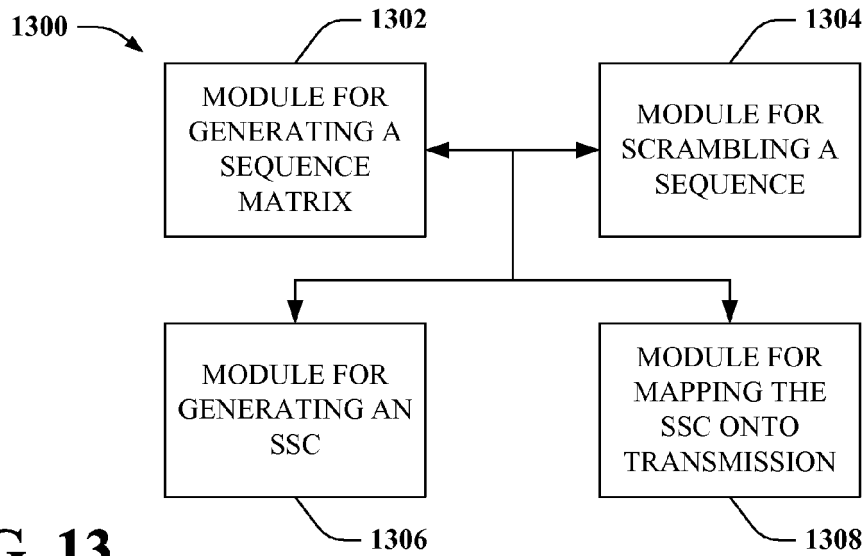 1300
1302
1304
MODULE FOR
GENERATING A
SEQUENCE
MATRIX
MODULE FOR
SCRAMBLING A
SEQUENCE
MODULE FOR
GENERATING AN
SSC
MODULE FOR
MAPPING THE
SSC ONTO
TRANSMISSION
1306
1308
G. 13